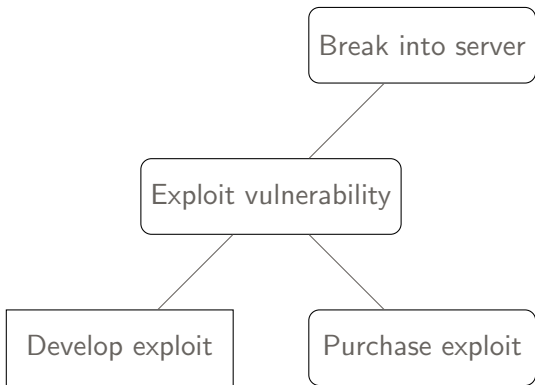 Break into server
Exploit vulnerability
Develop exploit
Purchase exploit